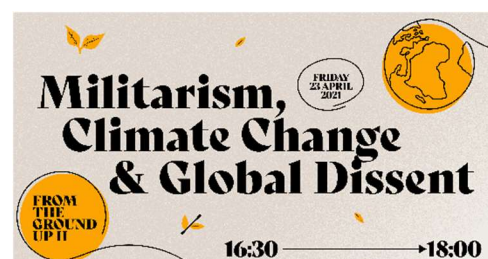 FRIDAY
23 APRIL
2021
Militarism,
Climate Change
& Global Dissent
FROM
THE
GROUND
UP II
16:30 18:00